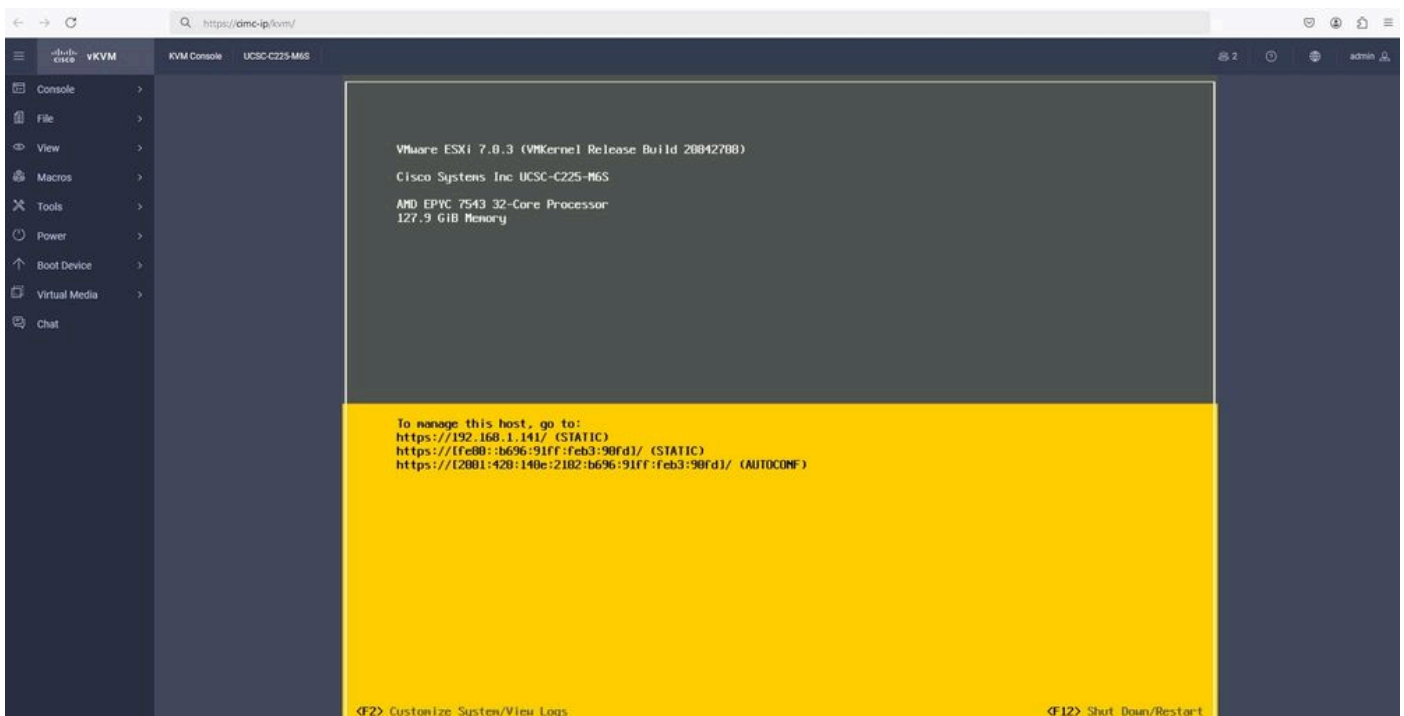 https://cimc-ip/kvm/
cisco vKVM KVM Console UCSC-C225-M6S 2 admin
Console
File
View
Macros
Tools
Power
Boot Device
Virtual Media
Chat
VMware ESXi 7.0.3 (VMKernel Release Build 20842708)
Cisco Systems Inc UCSC-C225-M6S
AMD EPYC 7543 32-Core Processor
127.9 GiB Memory
To manage this host, go to:
https://192.168.1.141/ (STATIC)
https://[fe80::b696:91ff:feb3:90fd]/ (STATIC)
https://[2001:420:140e:2102:b696:91ff:feb3:90fd]/ (AUTOCONF)
<F2> Customize System/View Logs <F12> Shut Down/Restart